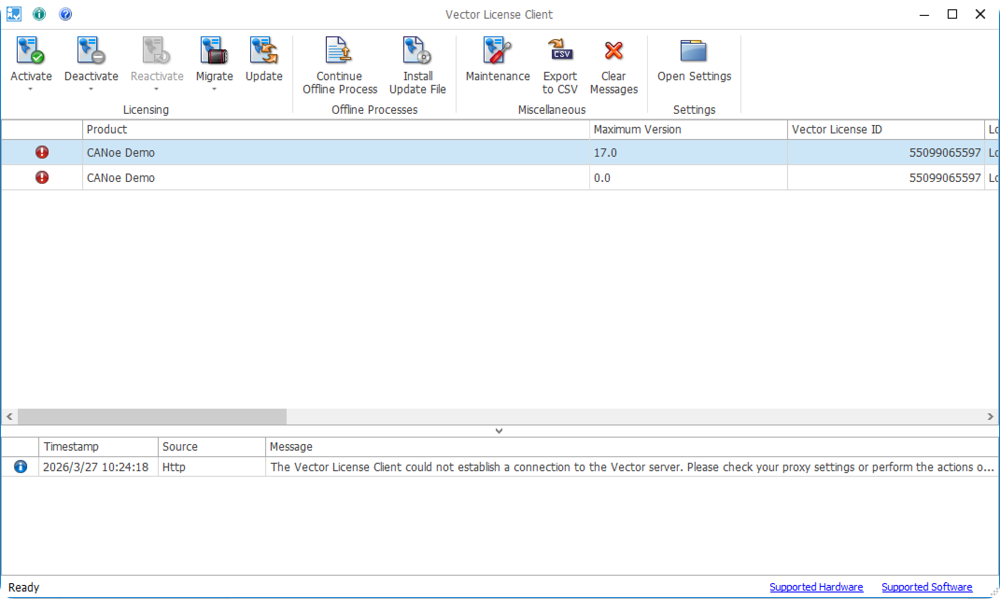 Vector License Client
Activate
Deactivate
Reactivate
Migrate
Update
Continue
Offline Process
Install
Update File
Maintenance
Export
to CSV
CSV
Clear
Messages
Open Settings
Licensing
Offline Processes
Miscellaneous
Settings
Product Maximum Version Vector License ID Lo
CANoe Demo 17.0 55099065597 Lo
CANoe Demo 0.0 55099065597 Lo
Timestamp Source Message
2026/3/27 10:24:18 Http The Vector License Client could not establish a connection to the Vector server. Please check your proxy settings or perform the actions o...
Ready Supported Hardware Supported Software